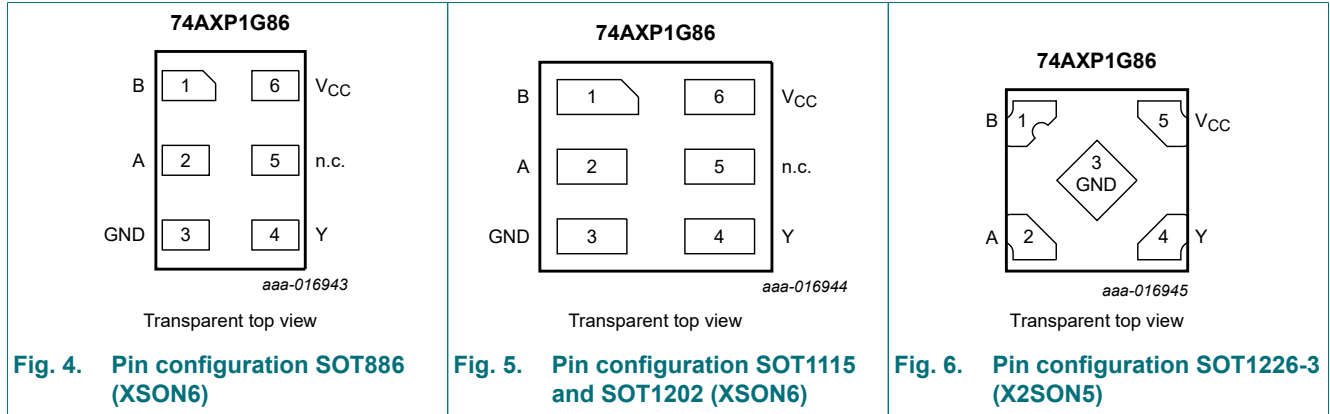 74AXP1G86
B 1 6 VCC
A 2 5 n.c.
GND 3 4 Y
aaa-016943
Transparent top view
Fig. 4. Pin configuration SOT886
(XSON6)
74AXP1G86
B 1 6 VCC
A 2 5 n.c.
GND 3 4 Y
aaa-016944
Transparent top view
Fig. 5. Pin configuration SOT1115
and SOT1202 (XSON6)
74AXP1G86
B 1 5 VCC
3
GND
A 2 4 Y
aaa-016945
Transparent top view
Fig. 6. Pin configuration SOT1226-3
(X2SON5)